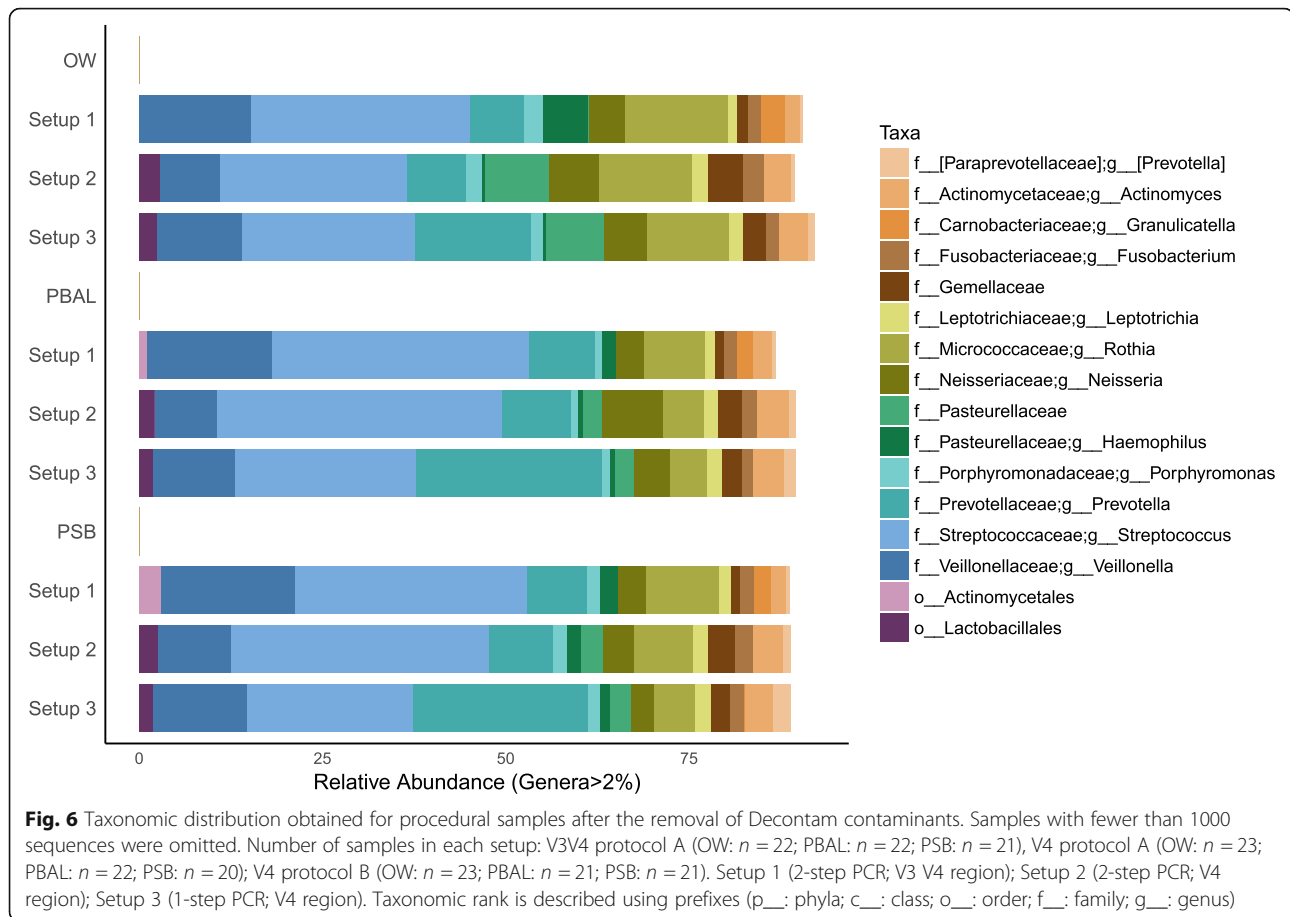 OW
Setup 1
Setup 2
Setup 3
PBAL
Setup 1
Setup 2
Setup 3
PSB
Setup 1
Setup 2
Setup 3
0
25
50
75
Relative Abundance (Genera>2%)
Taxa
f__[Paraprevotellaceae];g__[Prevotella]
f__Actinomycetaceae;g__Actinomyces
f__Carnobacteriaceae;g__Granulicatella
f__Fusobacteriaceae;g__Fusobacterium
f__Gemellaceae
f__Leptotrichiaceae;g__Leptotrichia
f__Micrococcaceae;g__Rothia
f__Neisseriaceae;g__Neisseria
f__Pasteurellaceae
f__Pasteurellaceae;g__Haemophilus
f__Porphyromonadaceae;g__Porphyromonas
f__Prevotellaceae;g__Prevotella
f__Streptococcaceae;g__Streptococcus
f__Veillonellaceae;g__Veillonella
o__Actinomycetales
o__Lactobacillales
Fig. 6 Taxonomic distribution obtained for procedural samples after the removal of Decontam contaminants. Samples with fewer than 1000
sequences were omitted. Number of samples in each setup: V3V4 protocol A (OW: n = 22; PBAL: n = 22; PSB: n = 21), V4 protocol A (OW: n = 23;
PBAL: n = 22; PSB: n = 20); V4 protocol B (OW: n = 23; PBAL: n = 21; PSB: n = 21). Setup 1 (2-step PCR; V3 V4 region); Setup 2 (2-step PCR; V4
region); Setup 3 (1-step PCR; V4 region). Taxonomic rank is described using prefixes (p__: phyla; c__: class; o__: order; f__: family; g__: genus)